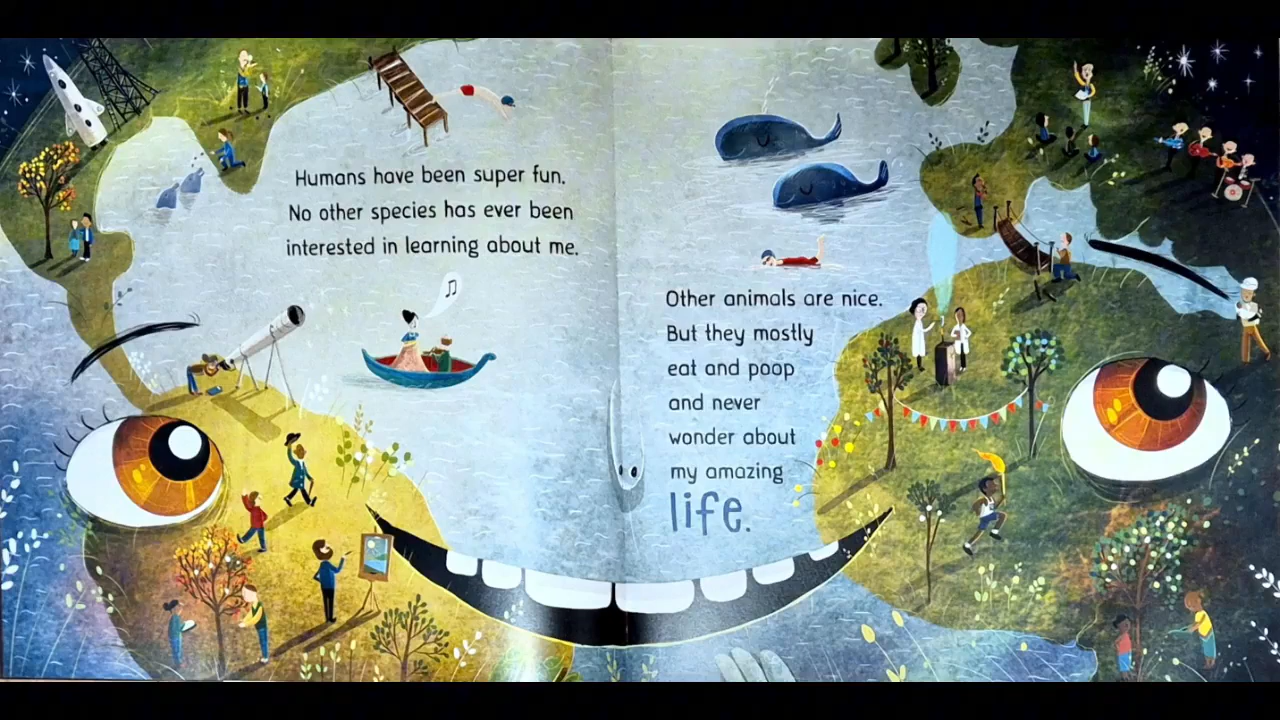 Humans have been super fun.
No other species has ever been
interested in learning about me.
Other animals are nice.
But they mostly
eat and poop
and never
wonder about
my amazing
life.